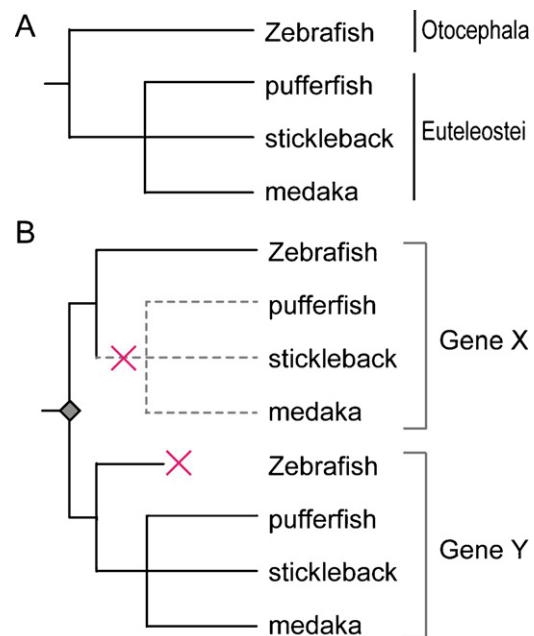 A
Zebrafish
Otocephala
pufferfish
stickleback
Euteleostei
medaka
B
Zebrafish
pufferfish
Gene X
stickleback
medaka
Zebrafish
pufferfish
Gene Y
stickleback
medaka